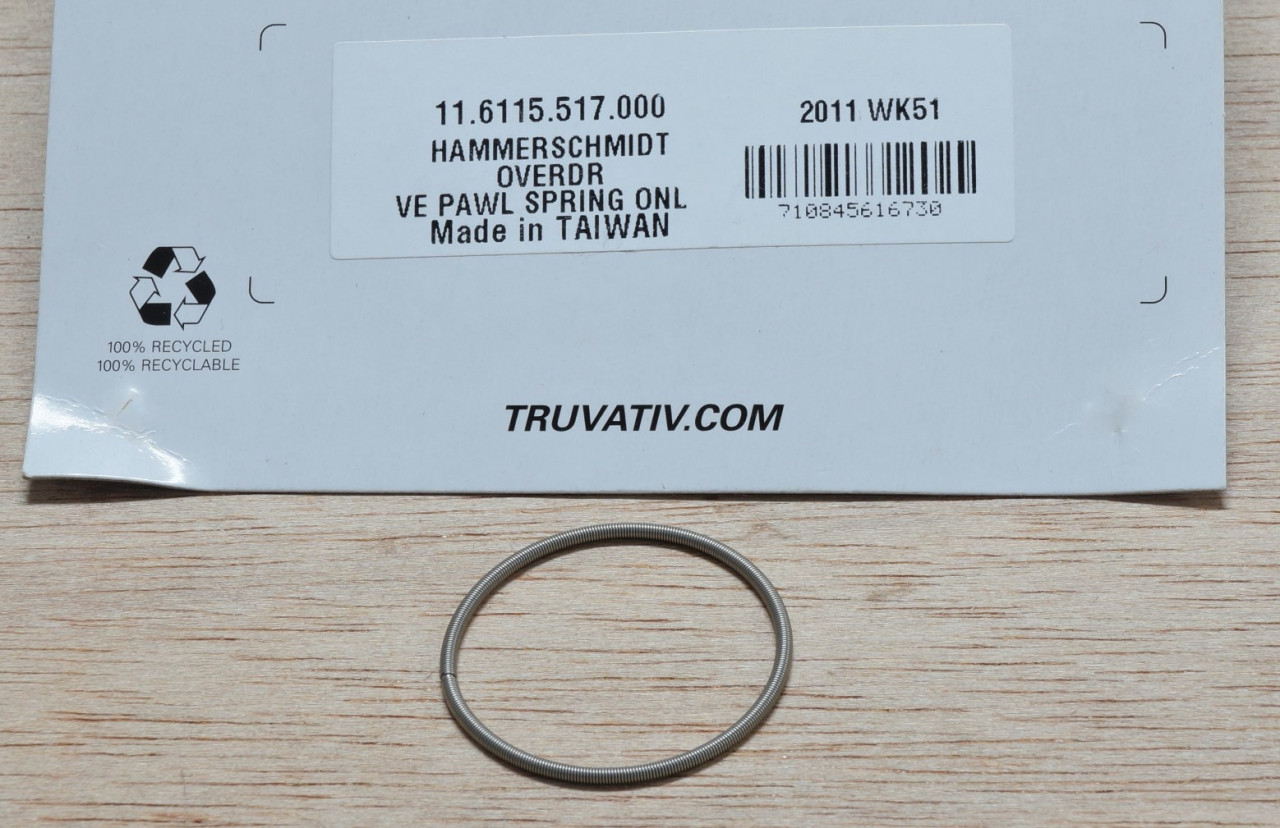 11.6115.517.000
HAMMERSCHMIDT
OVERDR
VE PAWL SPRING ONL
Made in TAIWAN
2011 WK51
710845616730
100% RECYCLED
100% RECYCLABLE
TRUVATIV.COM